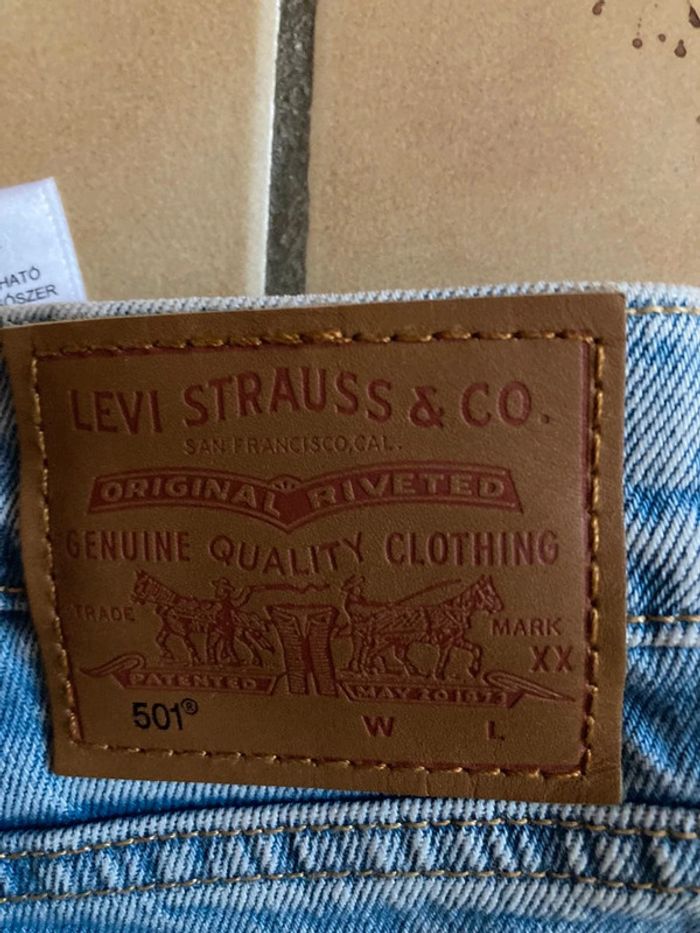 HATÓ
ÓSZER
LEVI STRAUSS & CO.
SAN FRANCISCO, CAL.
ORIGINAL RIVETED
GENUINE QUALITY CLOTHING
TRADE MARK
XX
PATENTED MAY 20 1873
501® W L